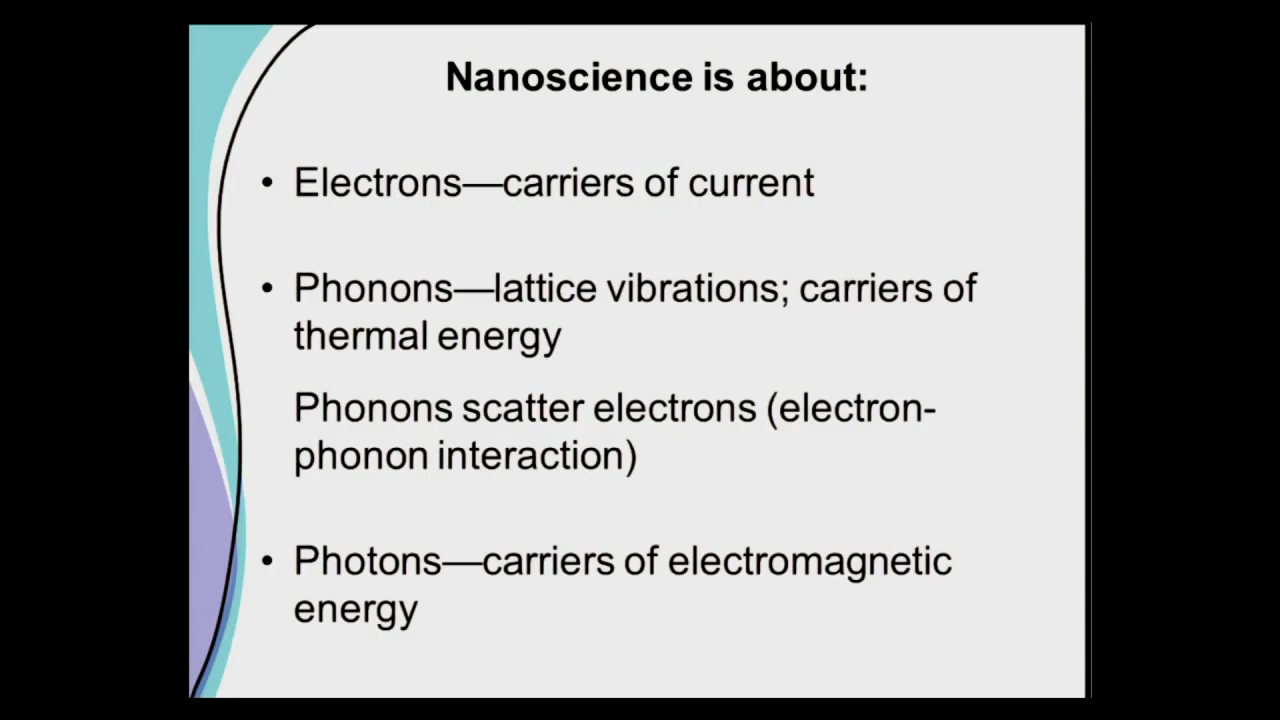 Nanoscience is about:
• Electrons—carriers of current
• Phonons—lattice vibrations; carriers of
thermal energy
Phonons scatter electrons (electron-
phonon interaction)
• Photons—carriers of electromagnetic
energy